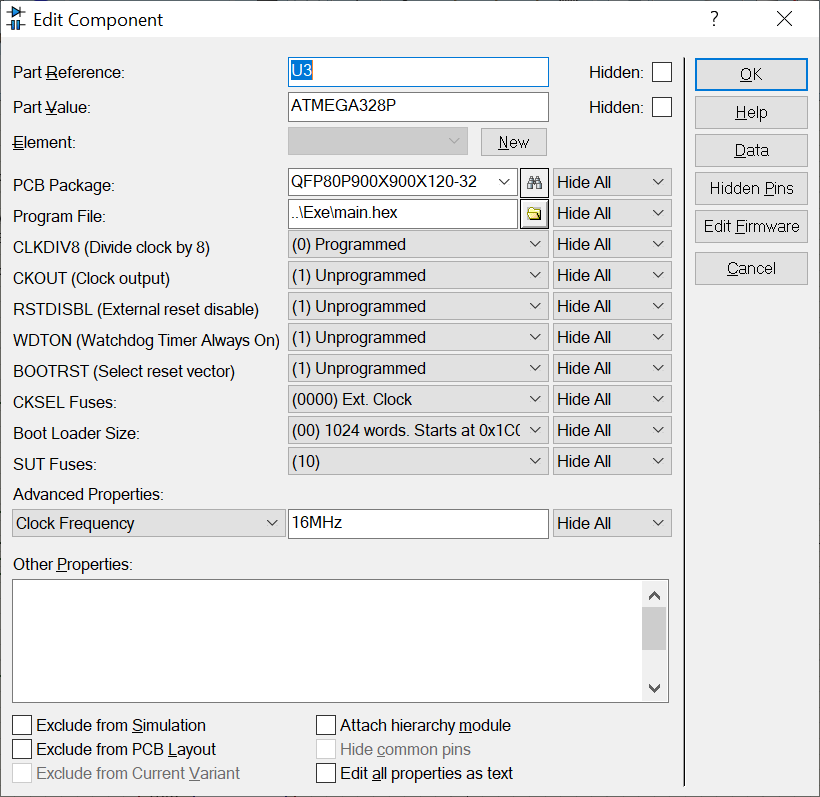 Edit Component
?
Part Reference: U3 Hidden:
Part Value: ATMEGA328P Hidden:
Element: New
PCB Package: QFP80P900X900X120-32 Hide All
Program File: ..\Exe\main.hex Hide All
CLKDIV8 (Divide clock by 8) (0) Programmed Hide All
CKOUT (Clock output) (1) Unprogrammed Hide All
RSTDISBL (External reset disable) (1) Unprogrammed Hide All
WDTON (Watchdog Timer Always On) (1) Unprogrammed Hide All
BOOTRST (Select reset vector) (1) Unprogrammed Hide All
CKSEL Fuses: (0000) Ext. Clock Hide All
Boot Loader Size: (00) 1024 words. Starts at 0x1C0 Hide All
SUT Fuses: (10) Hide All
Advanced Properties:
Clock Frequency 16MHz Hide All
Other Properties:
Exclude from Simulation
Exclude from PCB Layout
Exclude from Current Variant
Attach hierarchy module
Hide common pins
Edit all properties as text
OK
Help
Data
Hidden Pins
Edit Firmware
Cancel